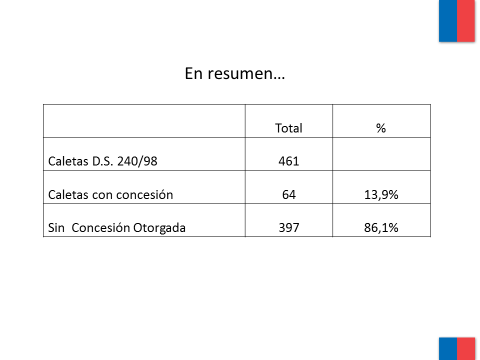 En resumen...
Total %
Caletas D.S. 240/98 461
Caletas con concesión 64 13,9%
Sin Concesión Otorgada 397 86,1%